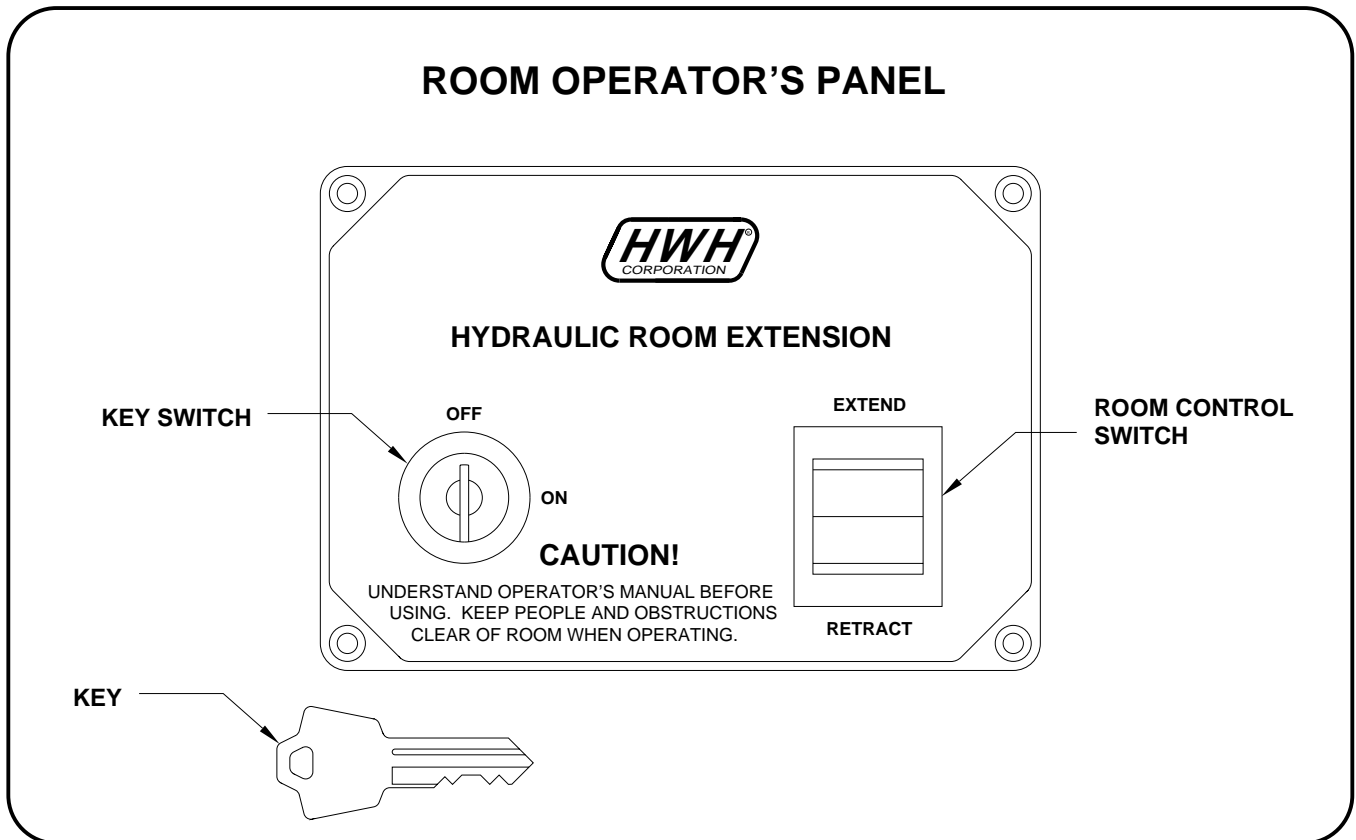 ROOM OPERATOR’S PANEL
HWH®
CORPORATION
HYDRAULIC ROOM EXTENSION
KEY SWITCH
OFF
ON
EXTEND
RETRACT
ROOM CONTROL
SWITCH
CAUTION!
UNDERSTAND OPERATOR’S MANUAL BEFORE
USING. KEEP PEOPLE AND OBSTRUCTIONS
CLEAR OF ROOM WHEN OPERATING.
KEY